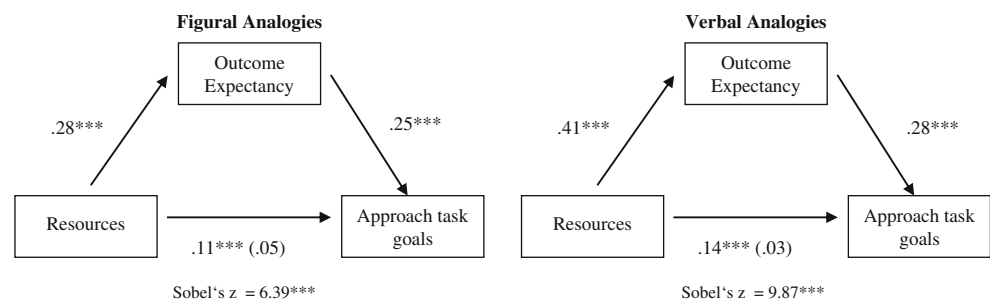 Figural Analogies
Outcome
Expectancy
.28***
.25***
Resources
Approach task
goals
.11*** (.05)
Sobel‘s z = 6.39***
Verbal Analogies
Outcome
Expectancy
.41***
.28***
Resources
Approach task
goals
.14*** (.03)
Sobel‘s z = 9.87***